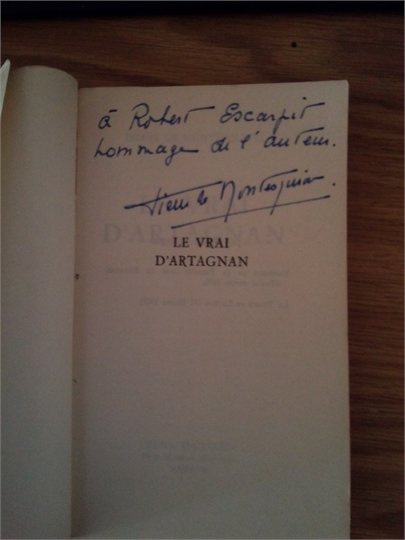 à Robert Escarpit
hommage de l'auteur.
Pierre de Montesquiou.
LE VRAI
D'ARTAGNAN